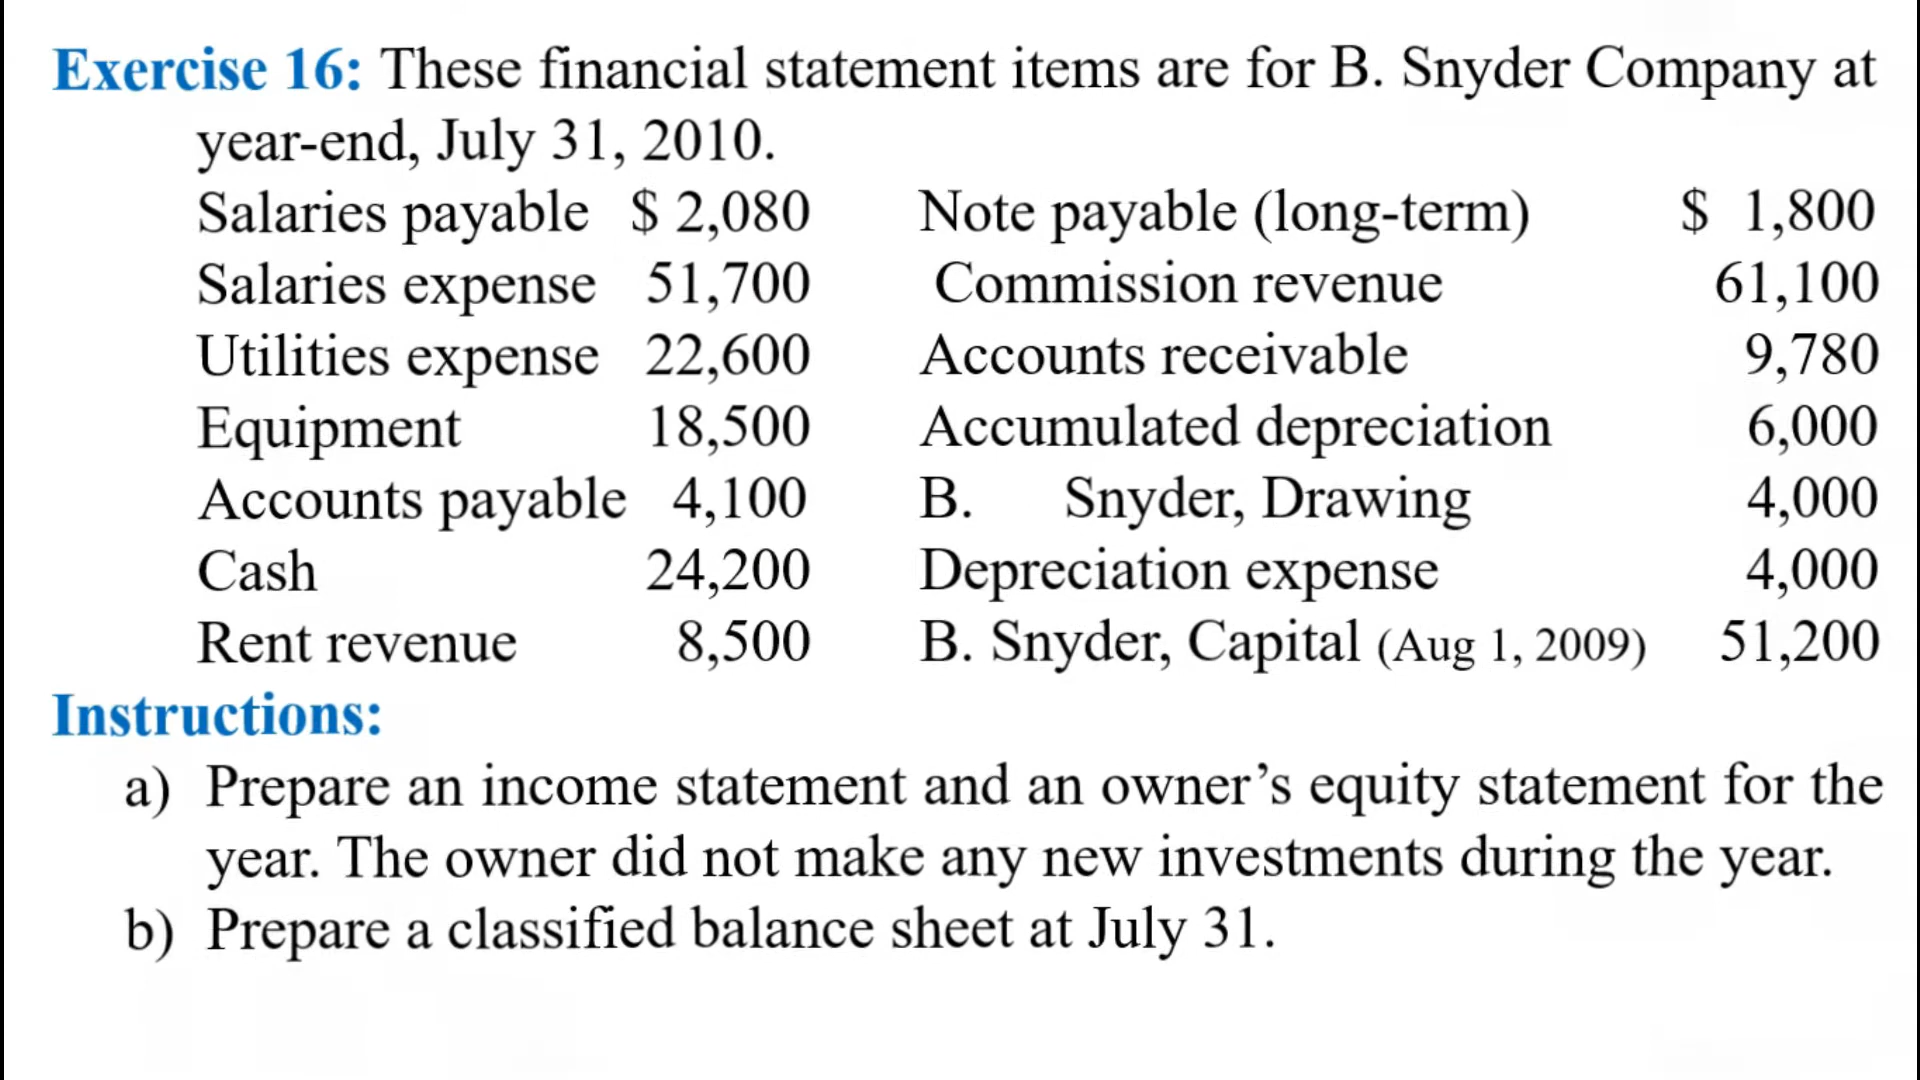 Exercise 16: These financial statement items are for B. Snyder Company at
year-end, July 31, 2010.
Salaries payable $ 2,080 Note payable (long-term) $ 1,800
Salaries expense 51,700 Commission revenue 61,100
Utilities expense 22,600 Accounts receivable 9,780
Equipment 18,500 Accumulated depreciation 6,000
Accounts payable 4,100 B. Snyder, Drawing 4,000
Cash 24,200 Depreciation expense 4,000
Rent revenue 8,500 B. Snyder, Capital (Aug 1, 2009) 51,200
Instructions:
a) Prepare an income statement and an owner’s equity statement for the
year. The owner did not make any new investments during the year.
b) Prepare a classified balance sheet at July 31.